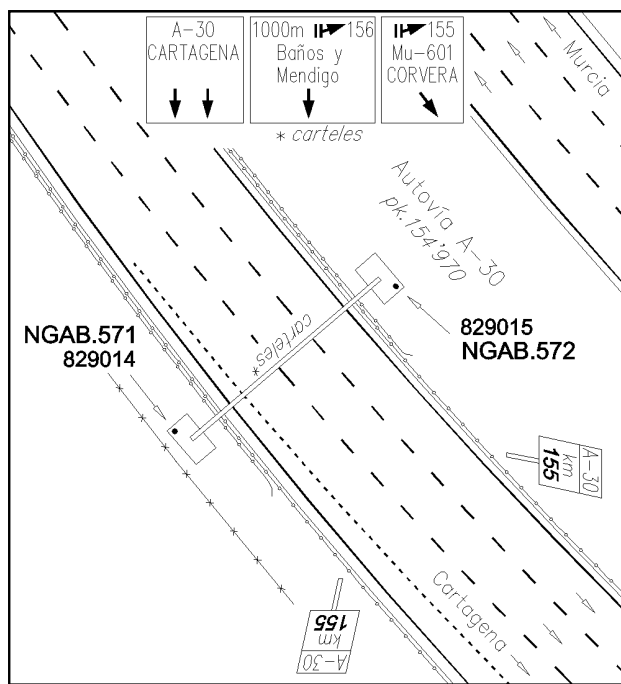 A-30
CARTAGENA
1000m 156
Baños y
Mendigo
155
Mu-601
CORVERA
* carteles
Murcia
Autovía A-30
pk.154'970
* carteles
NGAB.571
829014
829015
NGAB.572
A-30
km
155
Cartagena
155
km
A-30